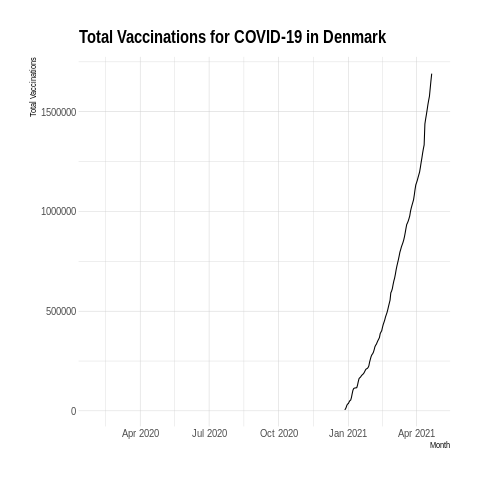 Total Vaccinations for COVID-19 in Denmark
Total Vaccinations
1500000
1000000
500000
0
Apr 2020 Jul 2020 Oct 2020 Jan 2021 Apr 2021
Month